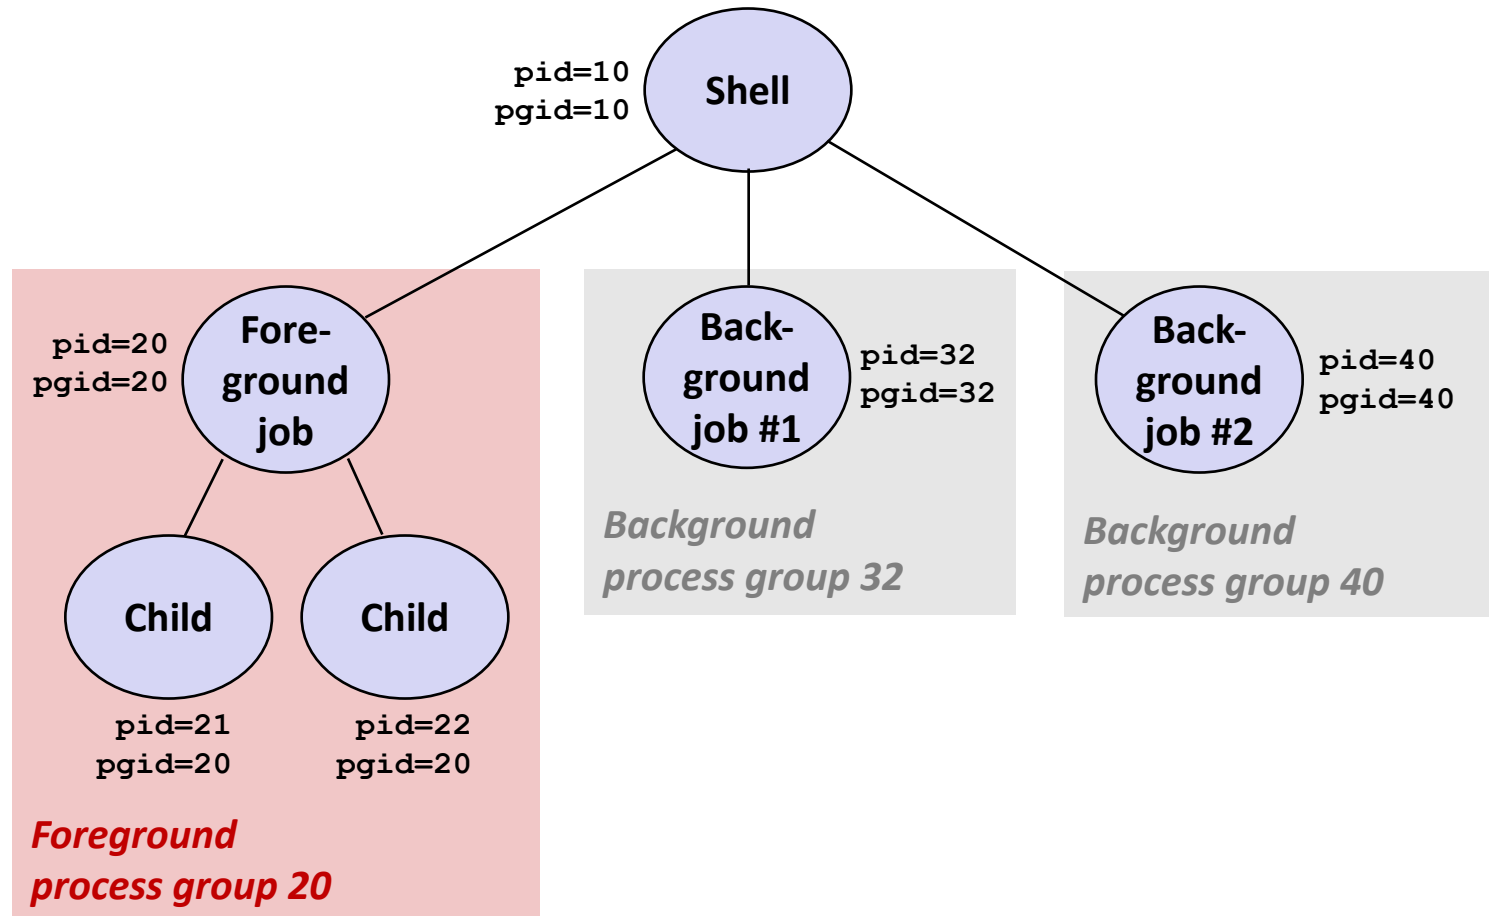 pid=10
pgid=10
Shell
pid=20
pgid=20
Fore-
ground
job
Back-
ground
job #1
pid=32
pgid=32
Back-
ground
job #2
pid=40
pgid=40
Background
process group 32
Background
process group 40
Child
Child
pid=21
pgid=20
pid=22
pgid=20
Foreground
process group 20